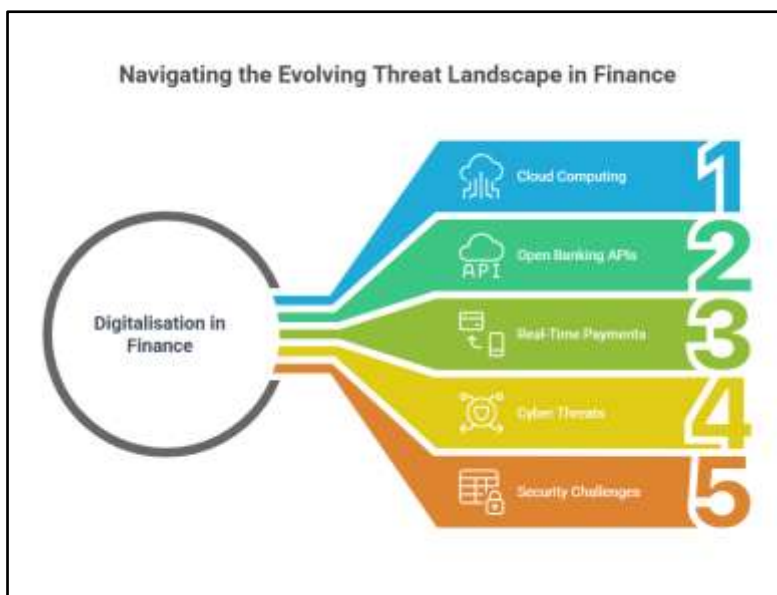 Navigating the Evolving Threat Landscape in Finance
Digitalisation in
Finance
Cloud Computing
1
API
Open Banking APIs
2
Real-Time Payments
3
Cyber Threats
4
Security Challenges
5